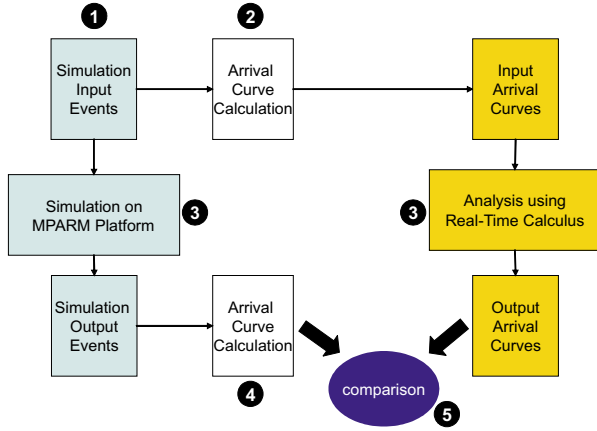 1
2
Simulation
Input
Events
Arrival
Curve
Calculation
Input
Arrival
Curves
Simulation on
MPARM Platform
3
3
Analysis using
Real-Time Calculus
Simulation
Output
Events
Arrival
Curve
Calculation
Output
Arrival
Curves
4
comparison
5